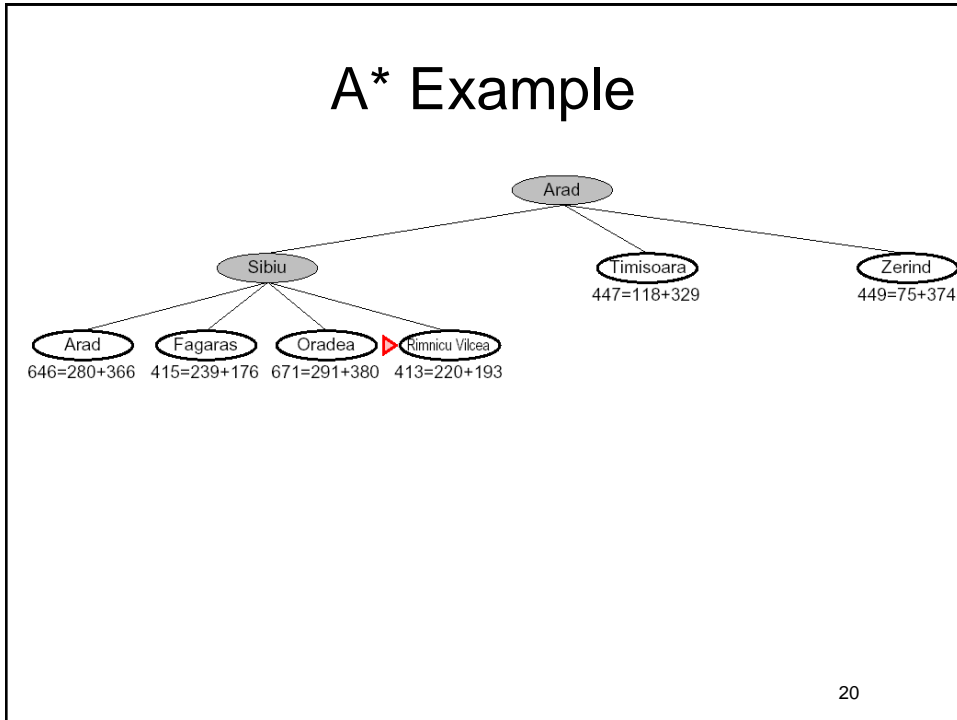 A* Example
Arad
Sibiu Timisoara Zerind
447=118+329 449=75+374
Arad Fagaras Oradea Rimnicu Vilcea
646=280+366 415=239+176 671=291+380 413=220+193
20